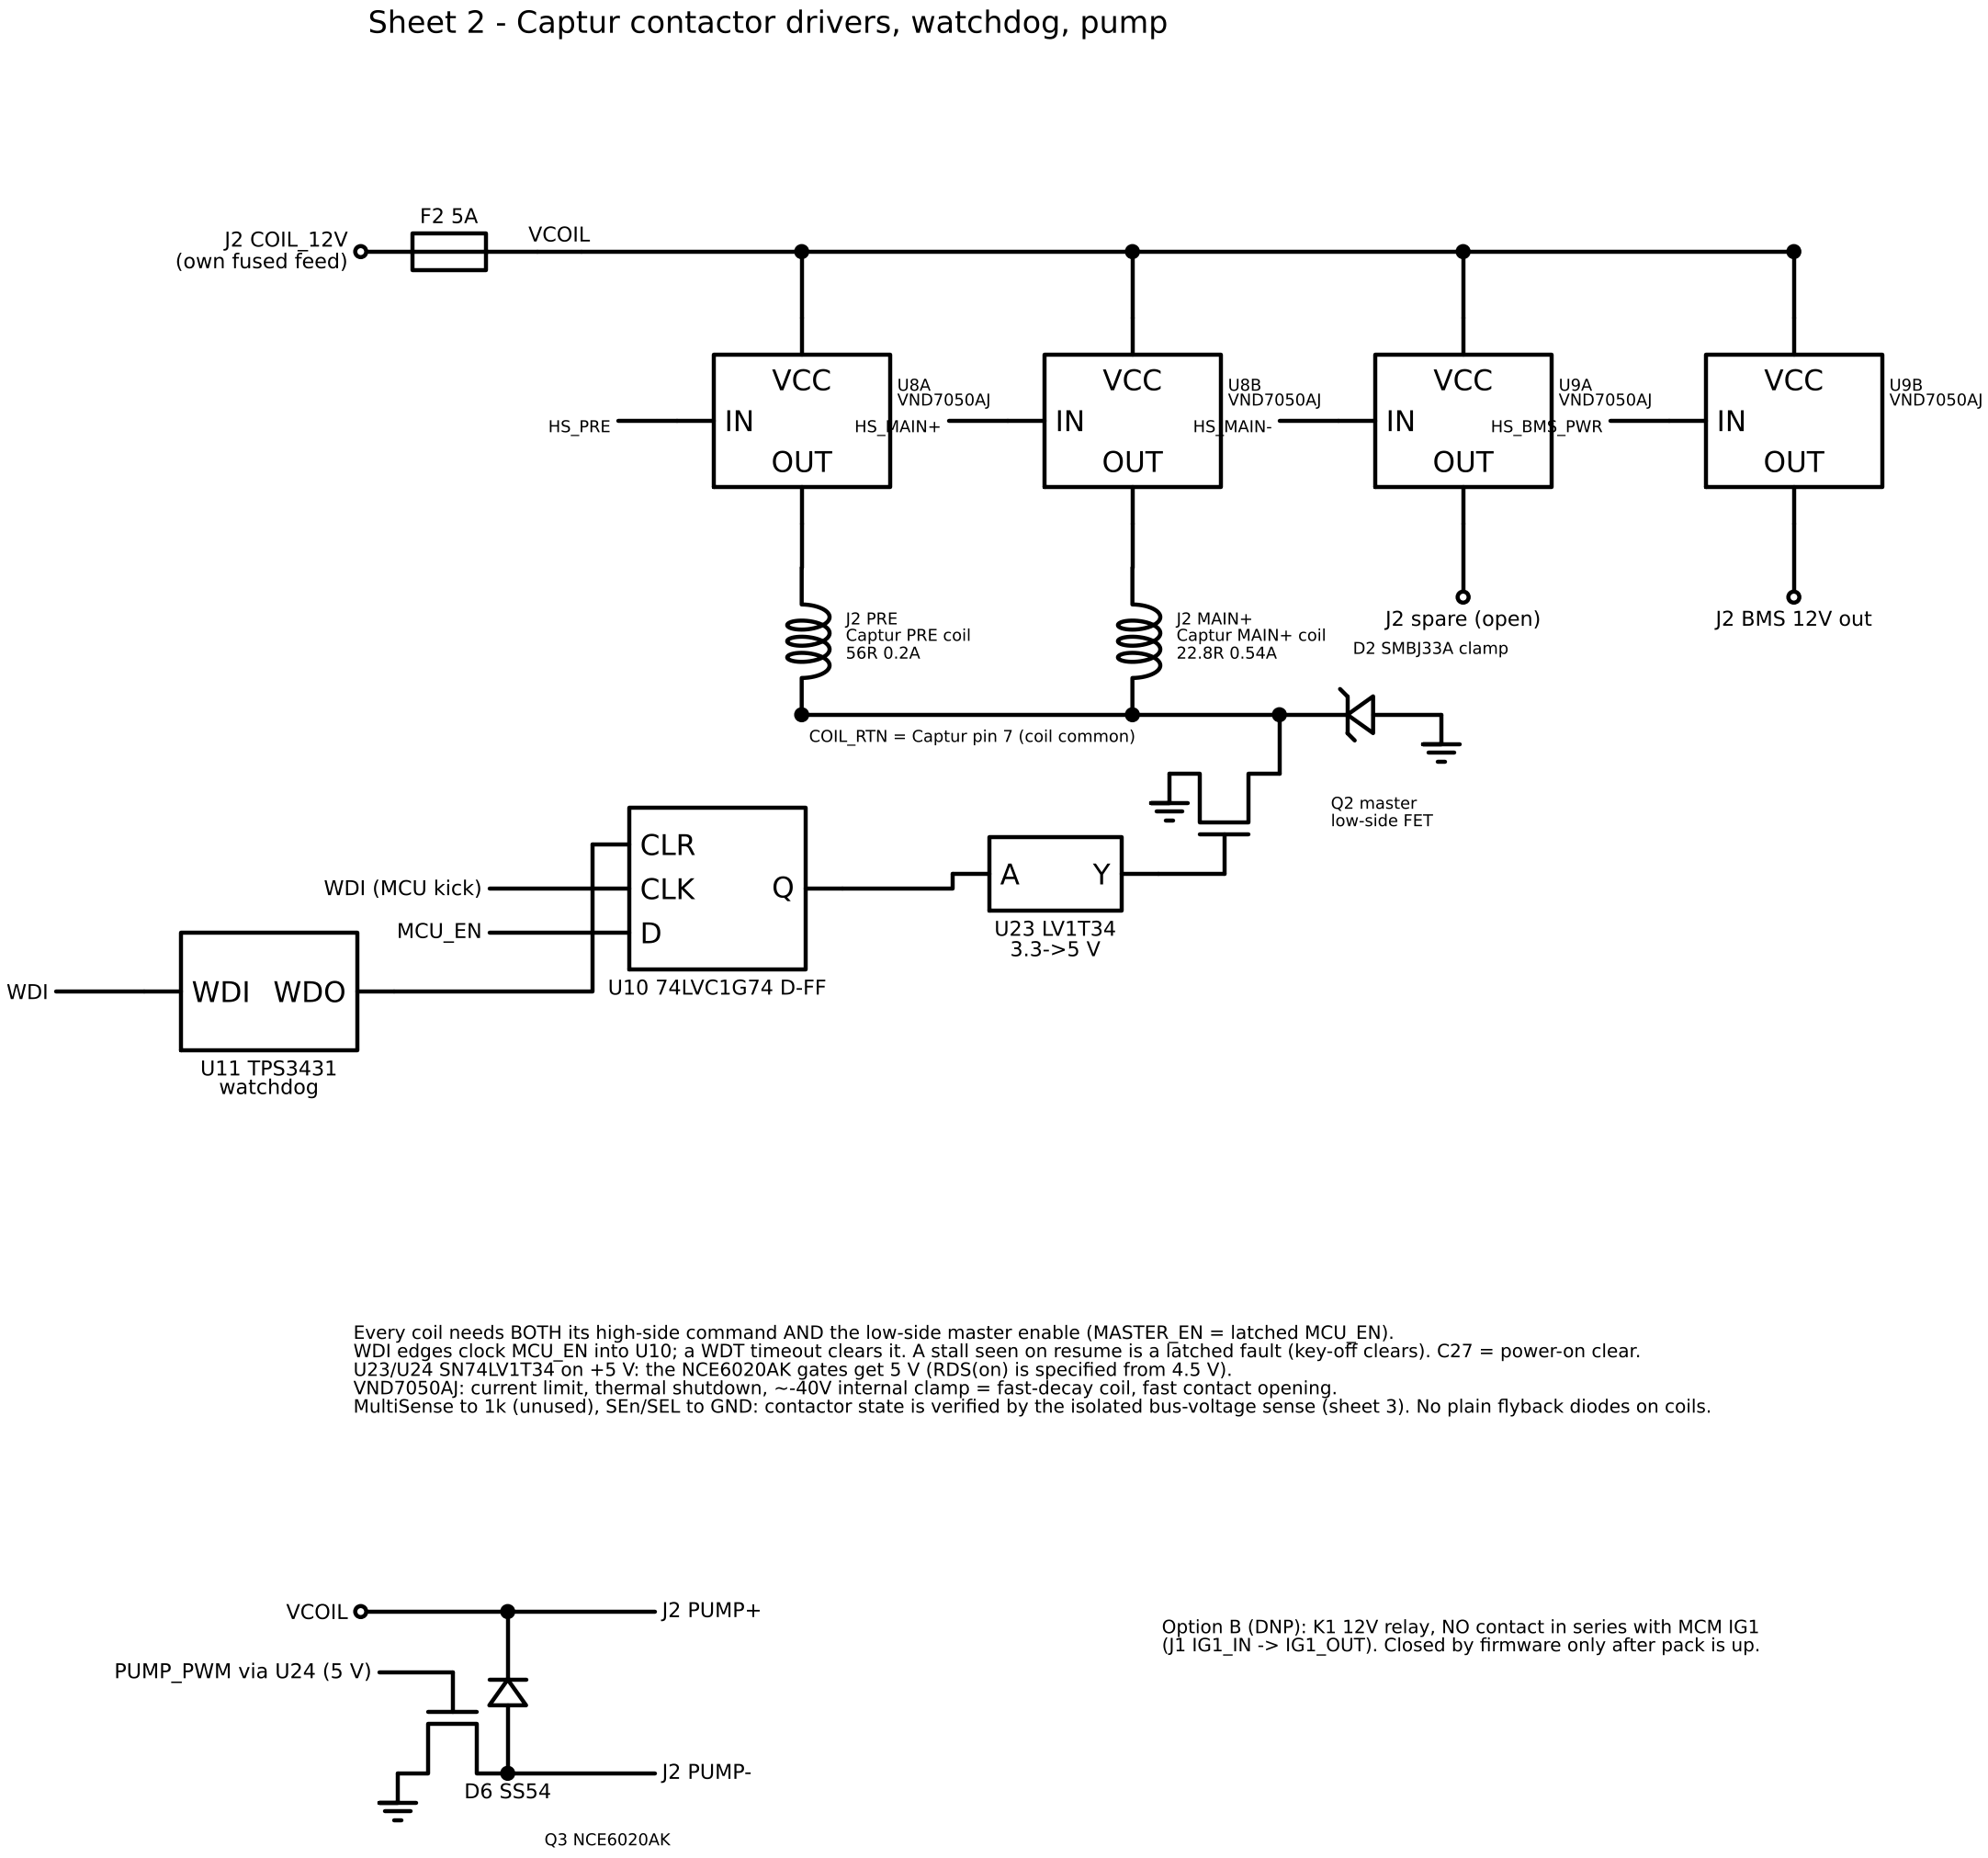 Sheet 2 - Captur contactor drivers, watchdog, pump
F2 5A
J2 COIL_12V
(own fused feed)
VCOIL
VCC
IN
OUT
HS_PRE
U8A
VND7050AJ
VCC
IN
OUT
HS_MAIN+
U8B
VND7050AJ
VCC
IN
OUT
HS_MAIN-
U9A
VND7050AJ
VCC
IN
OUT
HS_BMS_PWR
U9B
VND7050AJ
J2 PRE
Captur PRE coil
56R 0.2A
J2 MAIN+
Captur MAIN+ coil
22.8R 0.54A
J2 spare (open)
J2 BMS 12V out
D2 SMBJ33A clamp
COIL_RTN = Captur pin 7 (coil common)
Q2 master
low-side FET
CLR
CLK
D
Q
WDI (MCU kick)
MCU_EN
U10 74LVC1G74 D-FF
A Y
U23 LV1T34
3.3->5 V
WDI
WDI WDO
U11 TPS3431
watchdog
Every coil needs BOTH its high-side command AND the low-side master enable (MASTER_EN = latched MCU_EN).
WDI edges clock MCU_EN into U10; a WDT timeout clears it. A stall seen on resume is a latched fault (key-off clears). C27 = power-on clear.
U23/U24 SN74LV1T34 on +5 V: the NCE6020AK gates get 5 V (RDS(on) is specified from 4.5 V).
VND7050AJ: current limit, thermal shutdown, ~-40V internal clamp = fast-decay coil, fast contact opening.
MultiSense to 1k (unused), SEn/SEL to GND: contactor state is verified by the isolated bus-voltage sense (sheet 3). No plain flyback diodes on coils.
VCOIL
J2 PUMP+
PUMP_PWM via U24 (5 V)
J2 PUMP-
D6 SS54
Q3 NCE6020AK
Option B (DNP): K1 12V relay, NO contact in series with MCM IG1
(J1 IG1_IN -> IG1_OUT). Closed by firmware only after pack is up.